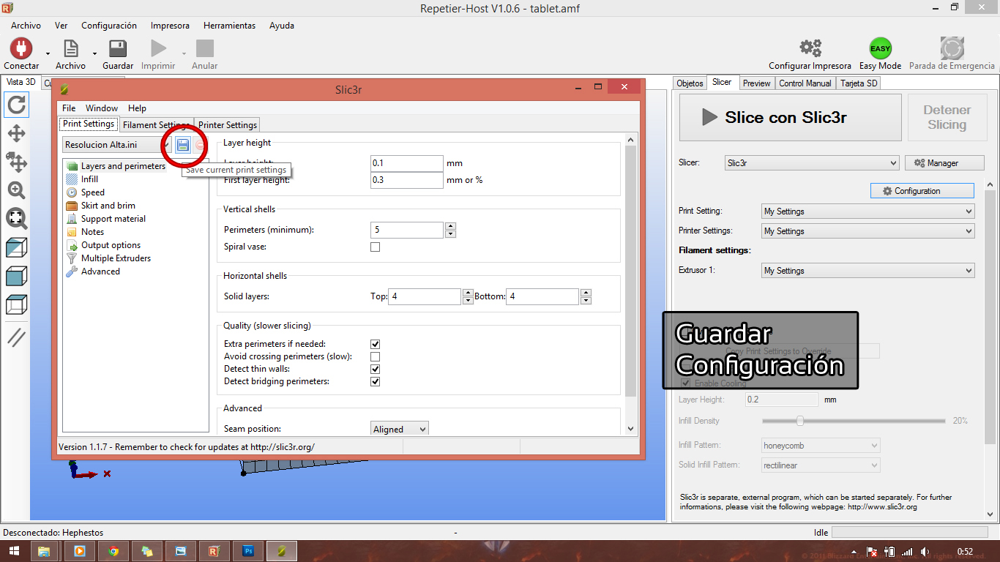 Repetier-Host V1.0.6 - tablet.amf
Archivo Ver Configuración Impresora Herramientas Ayuda
Conectar Archivo Guardar Imprimir Anular
Configurar Impresora Easy Mode Parada de Emergencia
EASY
Vista 3D
Slic3r
File Window Help
Print Settings Filament Settings Printer Settings
Resolucion Alta.ini
Save current print settings
Layers and perimeters
Infill
Speed
Skirt and brim
Support material
Notes
Output options
Multiple Extruders
Advanced
Layer height
Layer height: 0.1 mm
First layer height: 0.3 mm or %
Vertical shells
Perimeters (minimum): 5
Spiral vase:
Horizontal shells
Solid layers: Top: 4 Bottom: 4
Quality (slower slicing)
Extra perimeters if needed:
Avoid crossing perimeters (slow):
Detect thin walls:
Detect bridging perimeters:
Advanced
Seam position: Aligned
Version 1.1.7 - Remember to check for updates at http://slic3r.org/
Objetos Slicer Preview Control Manual Tarjeta SD
Slice con Slic3r
Detener
Slicing
Slicer: Slic3r Manager
Configuration
Print Setting: My Settings
Printer Settings: My Settings
Filament settings:
Extrusor 1: My Settings
Guardar
Configuración
Copy Print Settings to Override
Enable Cooling
Layer Height: 0.2 mm
Infill Density 20%
Infill Pattern: honeycomb
Solid Infill Pattern: rectilinear
Slic3r is separate, external program, which can be started separately. For further
informations, please visit the following webpage: http://www.slic3r.org
Desconectado: Hephestos - Idle
Ps
0:52